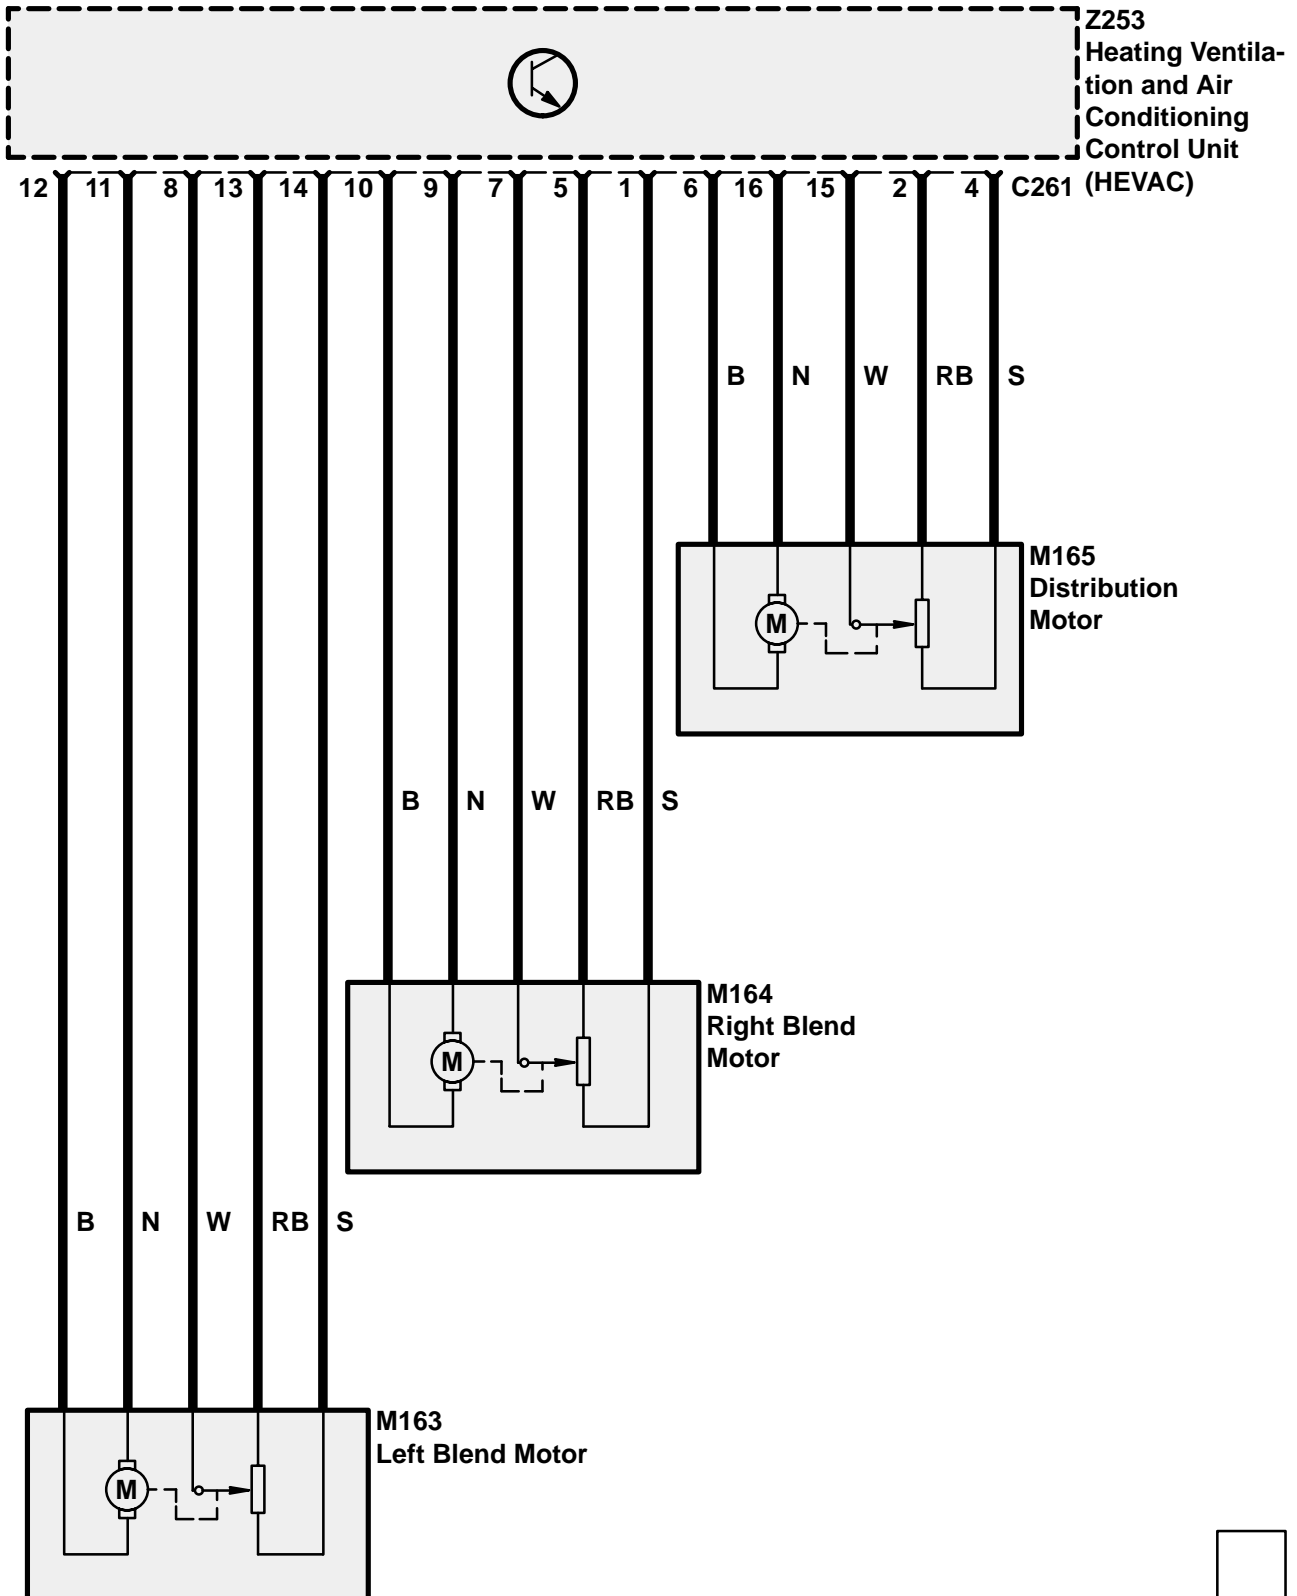 Z253
Heating Ventila-
tion and Air
Conditioning
Control Unit
(HEVAC)
12 11 8 13 14 10 9 7 5 1 6 16 15 2 4 C261
B N W RB S
M165
Distribution
Motor
M
B N W RB S
M164
Right Blend
Motor
M
B N W RB S
M163
Left Blend Motor
M